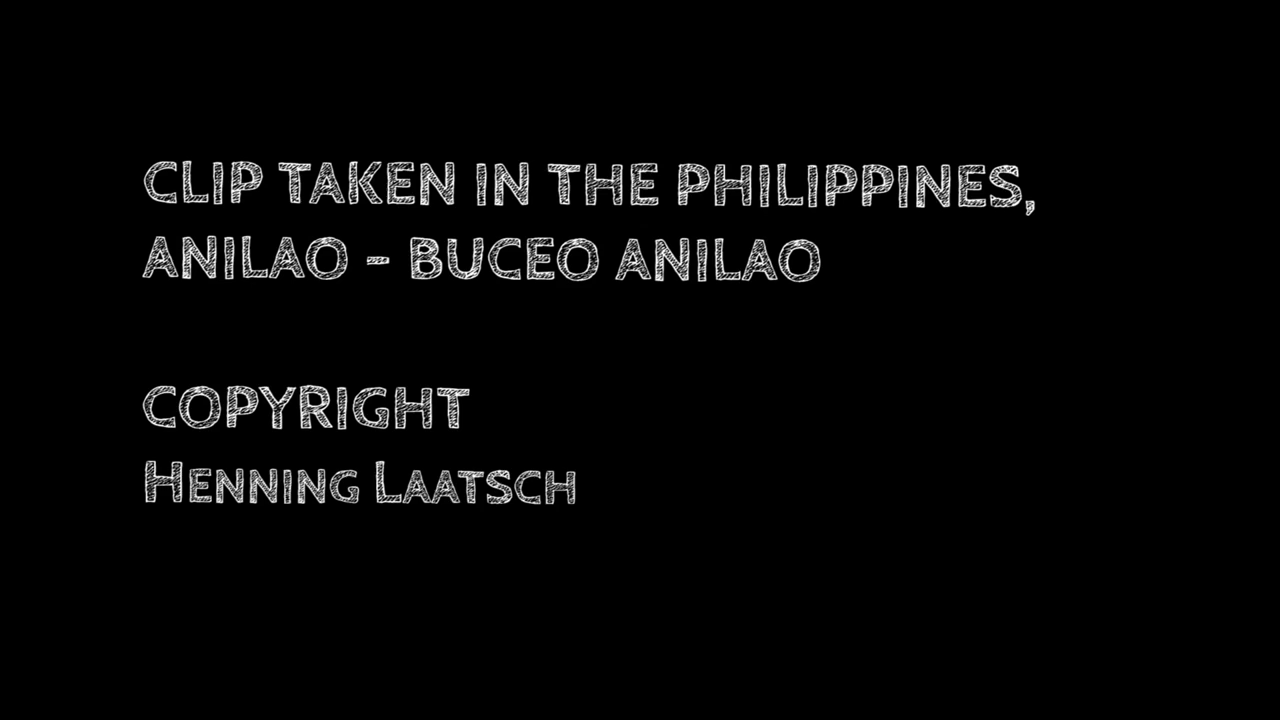 CLIP TAKEN IN THE PHILIPPINES,
ANILAO - BUCEO ANILAO
COPYRIGHT
Henning Laatsch